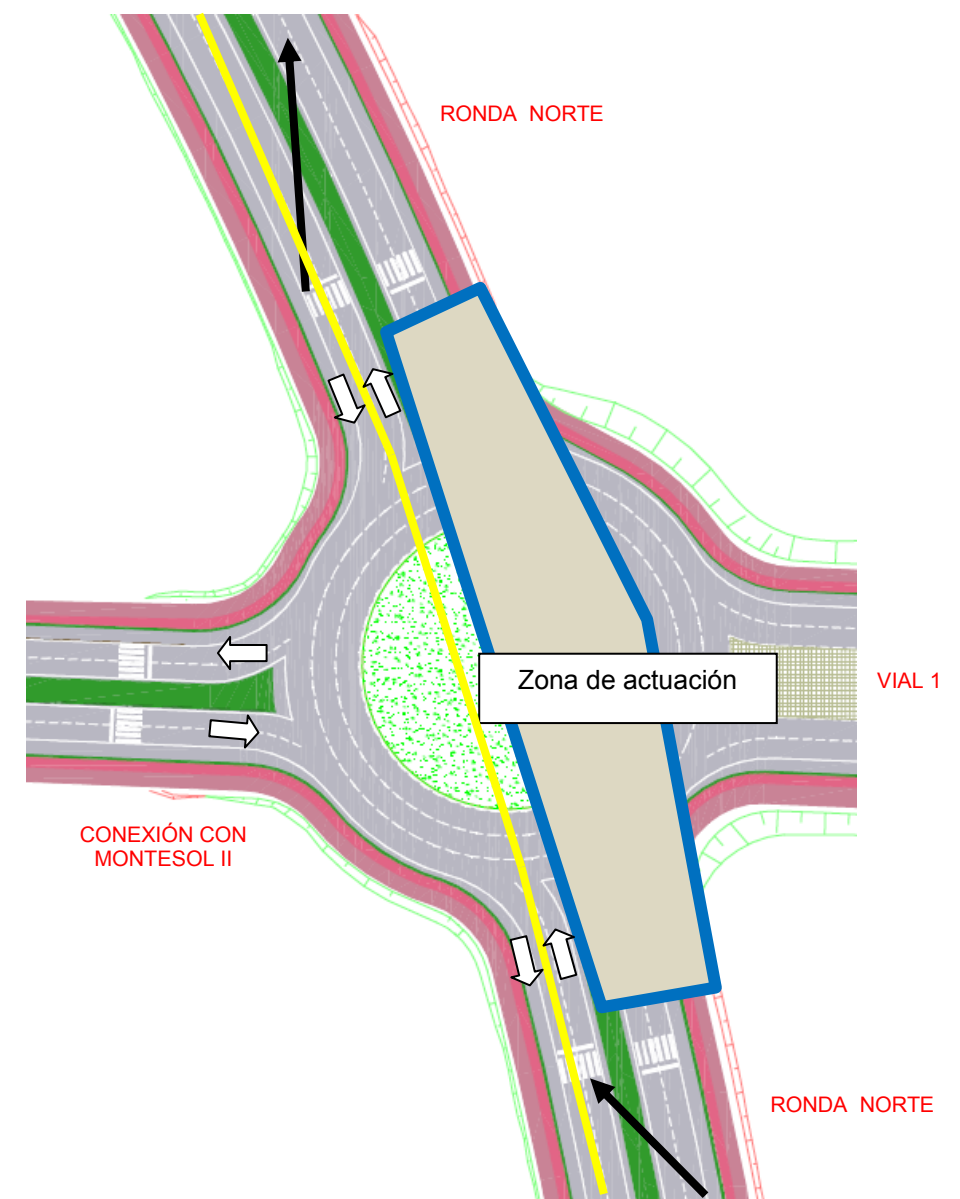 RONDA NORTE
Zona de actuación
VIAL 1
CONEXIÓN CON
MONTESOL II
RONDA NORTE